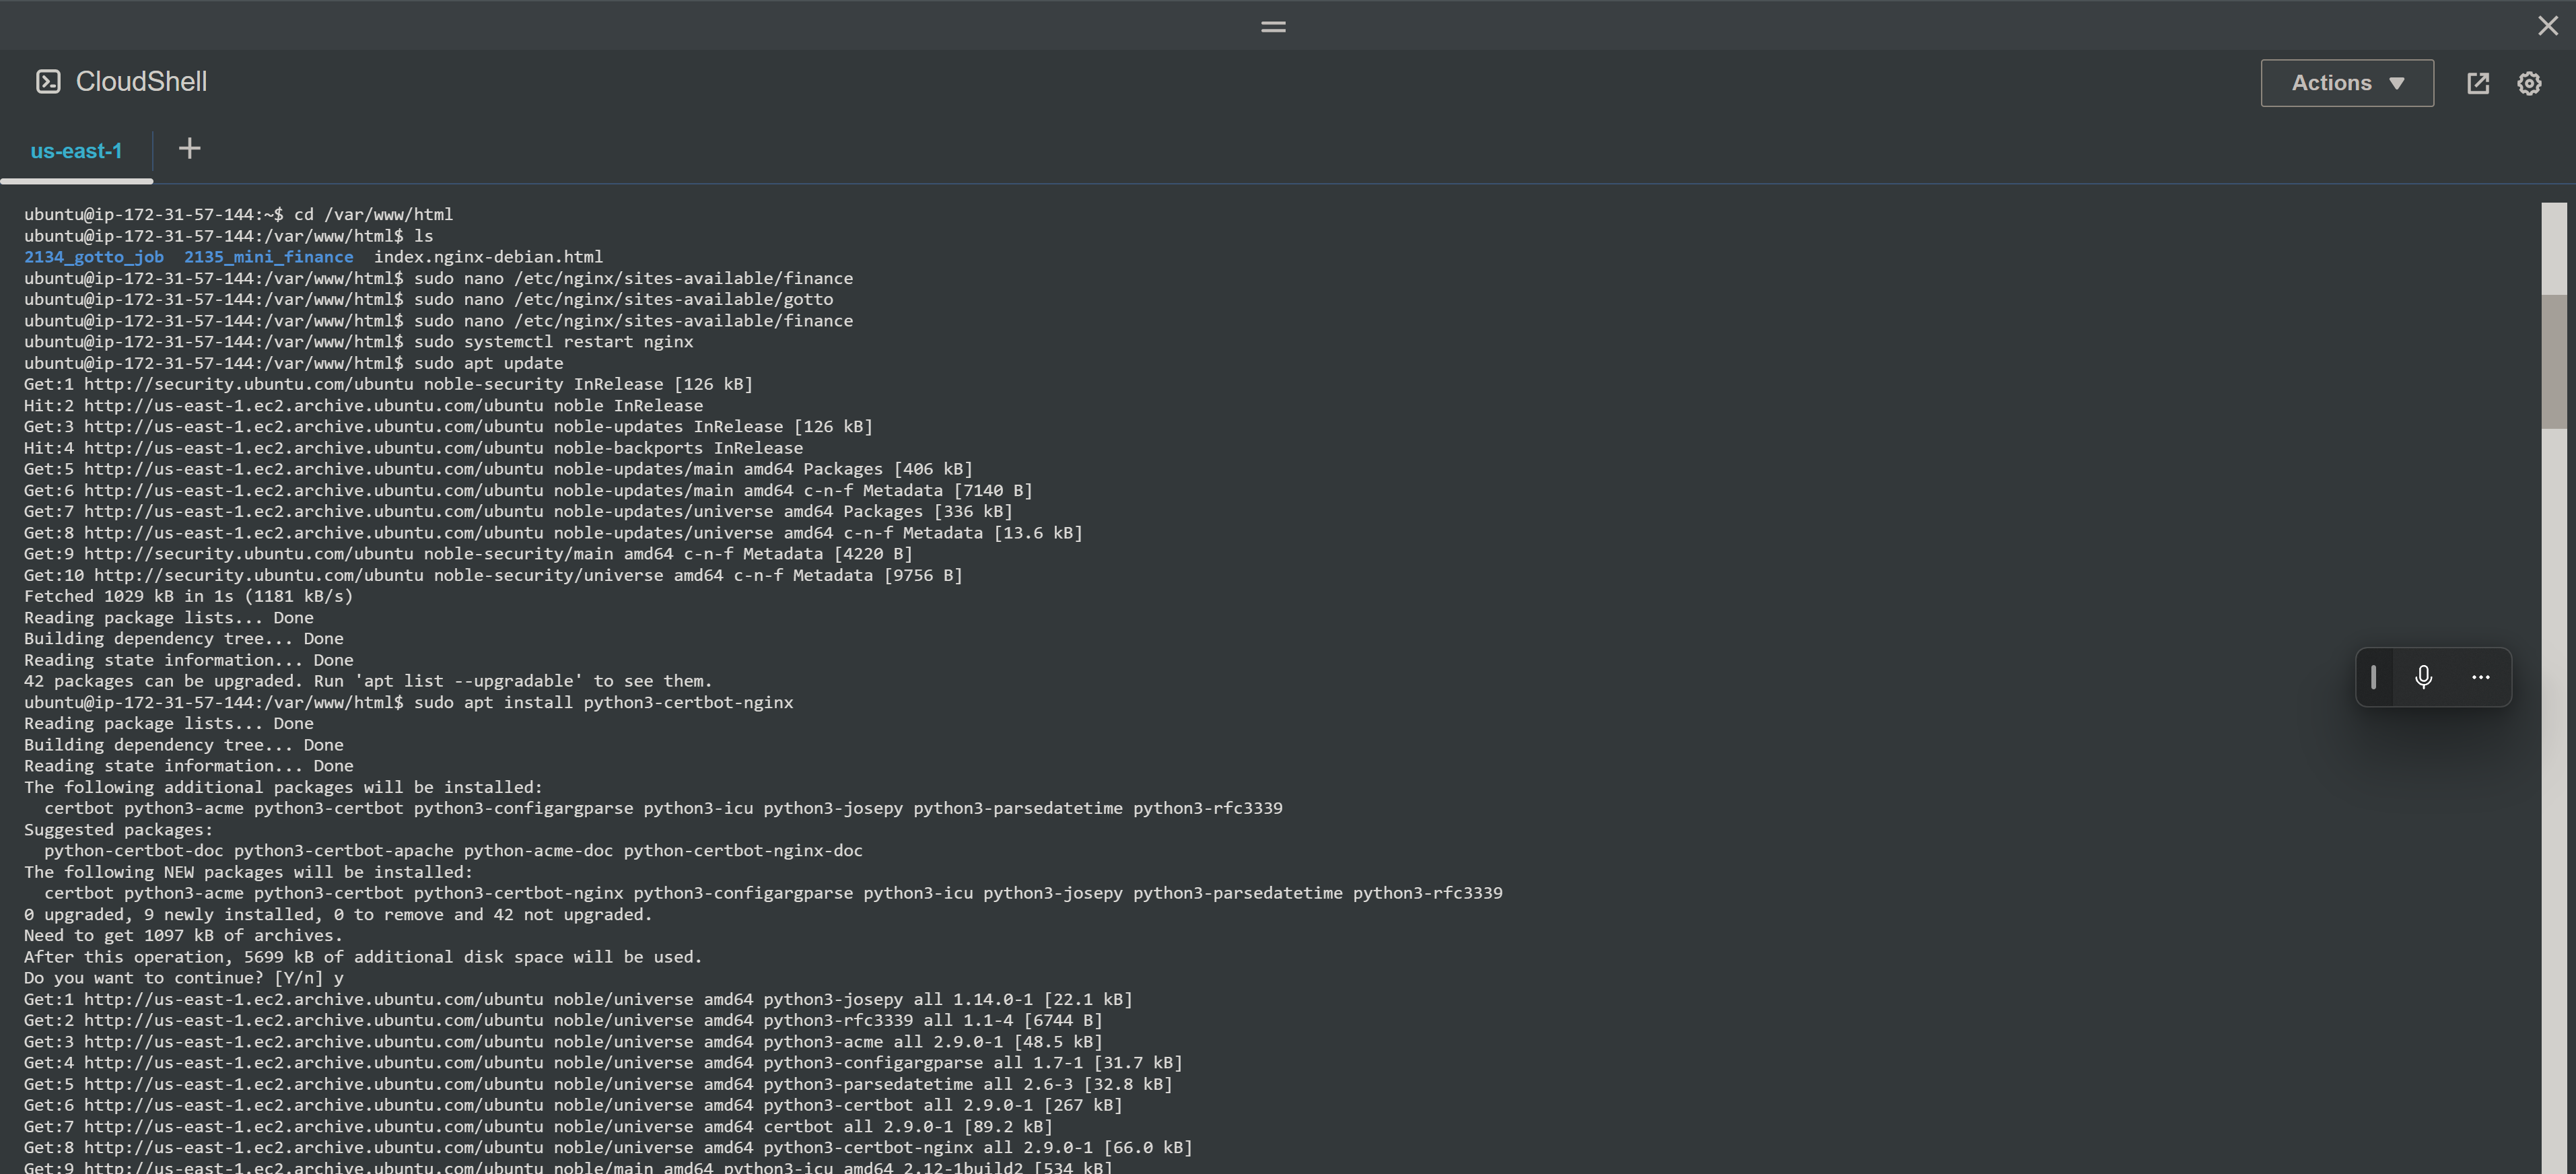 CloudShell
Actions
us-east-1
ubuntu@ip-172-31-57-144:~$ cd /var/www/html
ubuntu@ip-172-31-57-144:/var/www/html$ ls
2134_gotto_job  2135_mini_finance  index.nginx-debian.html
ubuntu@ip-172-31-57-144:/var/www/html$ sudo nano /etc/nginx/sites-available/finance
ubuntu@ip-172-31-57-144:/var/www/html$ sudo nano /etc/nginx/sites-available/gotto
ubuntu@ip-172-31-57-144:/var/www/html$ sudo nano /etc/nginx/sites-available/finance
ubuntu@ip-172-31-57-144:/var/www/html$ sudo systemctl restart nginx
ubuntu@ip-172-31-57-144:/var/www/html$ sudo apt update
Get:1 http://security.ubuntu.com/ubuntu noble-security InRelease [126 kB]
Hit:2 http://us-east-1.ec2.archive.ubuntu.com/ubuntu noble InRelease
Get:3 http://us-east-1.ec2.archive.ubuntu.com/ubuntu noble-updates InRelease [126 kB]
Hit:4 http://us-east-1.ec2.archive.ubuntu.com/ubuntu noble-backports InRelease
Get:5 http://us-east-1.ec2.archive.ubuntu.com/ubuntu noble-updates/main amd64 Packages [406 kB]
Get:6 http://us-east-1.ec2.archive.ubuntu.com/ubuntu noble-updates/main amd64 c-n-f Metadata [7140 B]
Get:7 http://us-east-1.ec2.archive.ubuntu.com/ubuntu noble-updates/universe amd64 Packages [336 kB]
Get:8 http://us-east-1.ec2.archive.ubuntu.com/ubuntu noble-updates/universe amd64 c-n-f Metadata [13.6 kB]
Get:9 http://security.ubuntu.com/ubuntu noble-security/main amd64 c-n-f Metadata [4220 B]
Get:10 http://security.ubuntu.com/ubuntu noble-security/universe amd64 c-n-f Metadata [9756 B]
Fetched 1029 kB in 1s (1181 kB/s)
Reading package lists... Done
Building dependency tree... Done
Reading state information... Done
42 packages can be upgraded. Run 'apt list --upgradable' to see them.
ubuntu@ip-172-31-57-144:/var/www/html$ sudo apt install python3-certbot-nginx
Reading package lists... Done
Building dependency tree... Done
Reading state information... Done
The following additional packages will be installed:
  certbot python3-acme python3-certbot python3-configargparse python3-icu python3-josepy python3-parsedatetime python3-rfc3339
Suggested packages:
  python-certbot-doc python3-certbot-apache python-acme-doc python-certbot-nginx-doc
The following NEW packages will be installed:
  certbot python3-acme python3-certbot python3-certbot-nginx python3-configargparse python3-icu python3-josepy python3-parsedatetime python3-rfc3339
0 upgraded, 9 newly installed, 0 to remove and 42 not upgraded.
Need to get 1097 kB of archives.
After this operation, 5699 kB of additional disk space will be used.
Do you want to continue? [Y/n] y
Get:1 http://us-east-1.ec2.archive.ubuntu.com/ubuntu noble/universe amd64 python3-josepy all 1.14.0-1 [22.1 kB]
Get:2 http://us-east-1.ec2.archive.ubuntu.com/ubuntu noble/universe amd64 python3-rfc3339 all 1.1-4 [6744 B]
Get:3 http://us-east-1.ec2.archive.ubuntu.com/ubuntu noble/universe amd64 python3-acme all 2.9.0-1 [48.5 kB]
Get:4 http://us-east-1.ec2.archive.ubuntu.com/ubuntu noble/universe amd64 python3-configargparse all 1.7-1 [31.7 kB]
Get:5 http://us-east-1.ec2.archive.ubuntu.com/ubuntu noble/universe amd64 python3-parsedatetime all 2.6-3 [32.8 kB]
Get:6 http://us-east-1.ec2.archive.ubuntu.com/ubuntu noble/universe amd64 python3-certbot all 2.9.0-1 [267 kB]
Get:7 http://us-east-1.ec2.archive.ubuntu.com/ubuntu noble/universe amd64 certbot all 2.9.0-1 [89.2 kB]
Get:8 http://us-east-1.ec2.archive.ubuntu.com/ubuntu noble/universe amd64 python3-certbot-nginx all 2.9.0-1 [66.0 kB]
Get:9 http://us-east-1.ec2.archive.ubuntu.com/ubuntu noble/main amd64 python3-icu amd64 2.12-1build2 [534 kB]